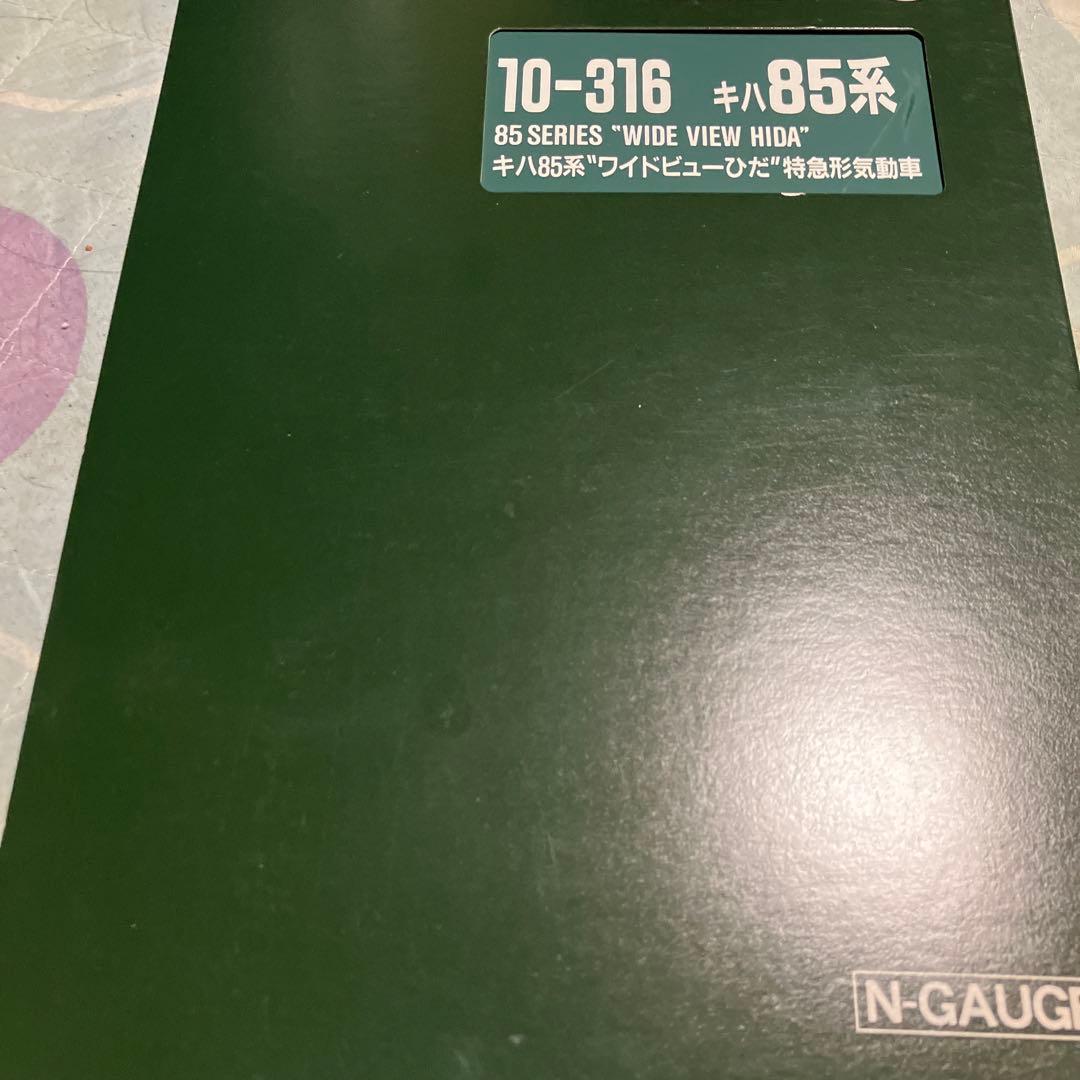 10-316 キハ85系
85 SERIES “WIDE VIEW HIDA”
キハ85系“ワイドビューひだ”特急形気動車
N-GAUGE